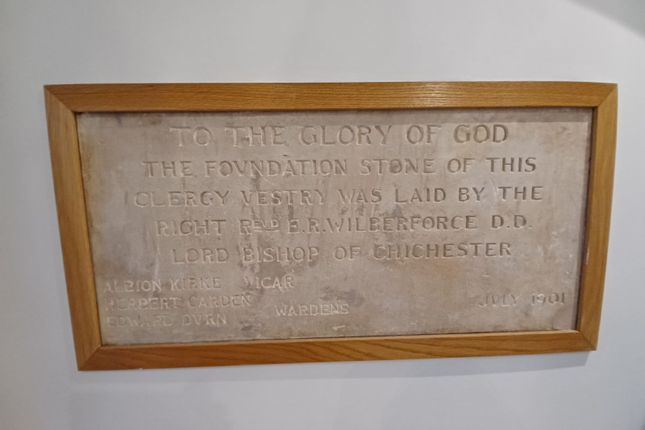 TO THE GLORY OF GOD
THE FOVNDATION STONE OF THIS
CLERGY VESTRY WAS LAID BY THE
RIGHT REVD E.R.WILBERFORCE D.D.
LORD BISHOP OF CHICHESTER
ALBION KIRKE VICAR
HERBERT CARDEN
EDWARD DVRN WARDENS
JVLY 1901